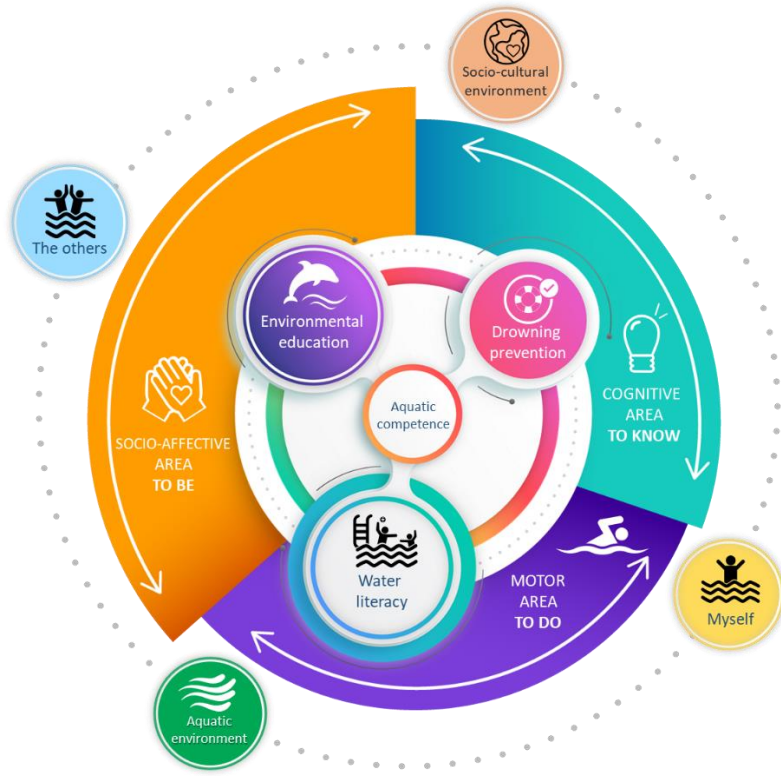 Socio-cultural
environment
The others
Environmental
education
Drowning
prevention
Aquatic
competence
COGNITIVE
AREA
TO KNOW
SOCIO-AFFECTIVE
AREA
TO BE
Water
literacy
MOTOR
AREA
TO DO
Myself
Aquatic
environment